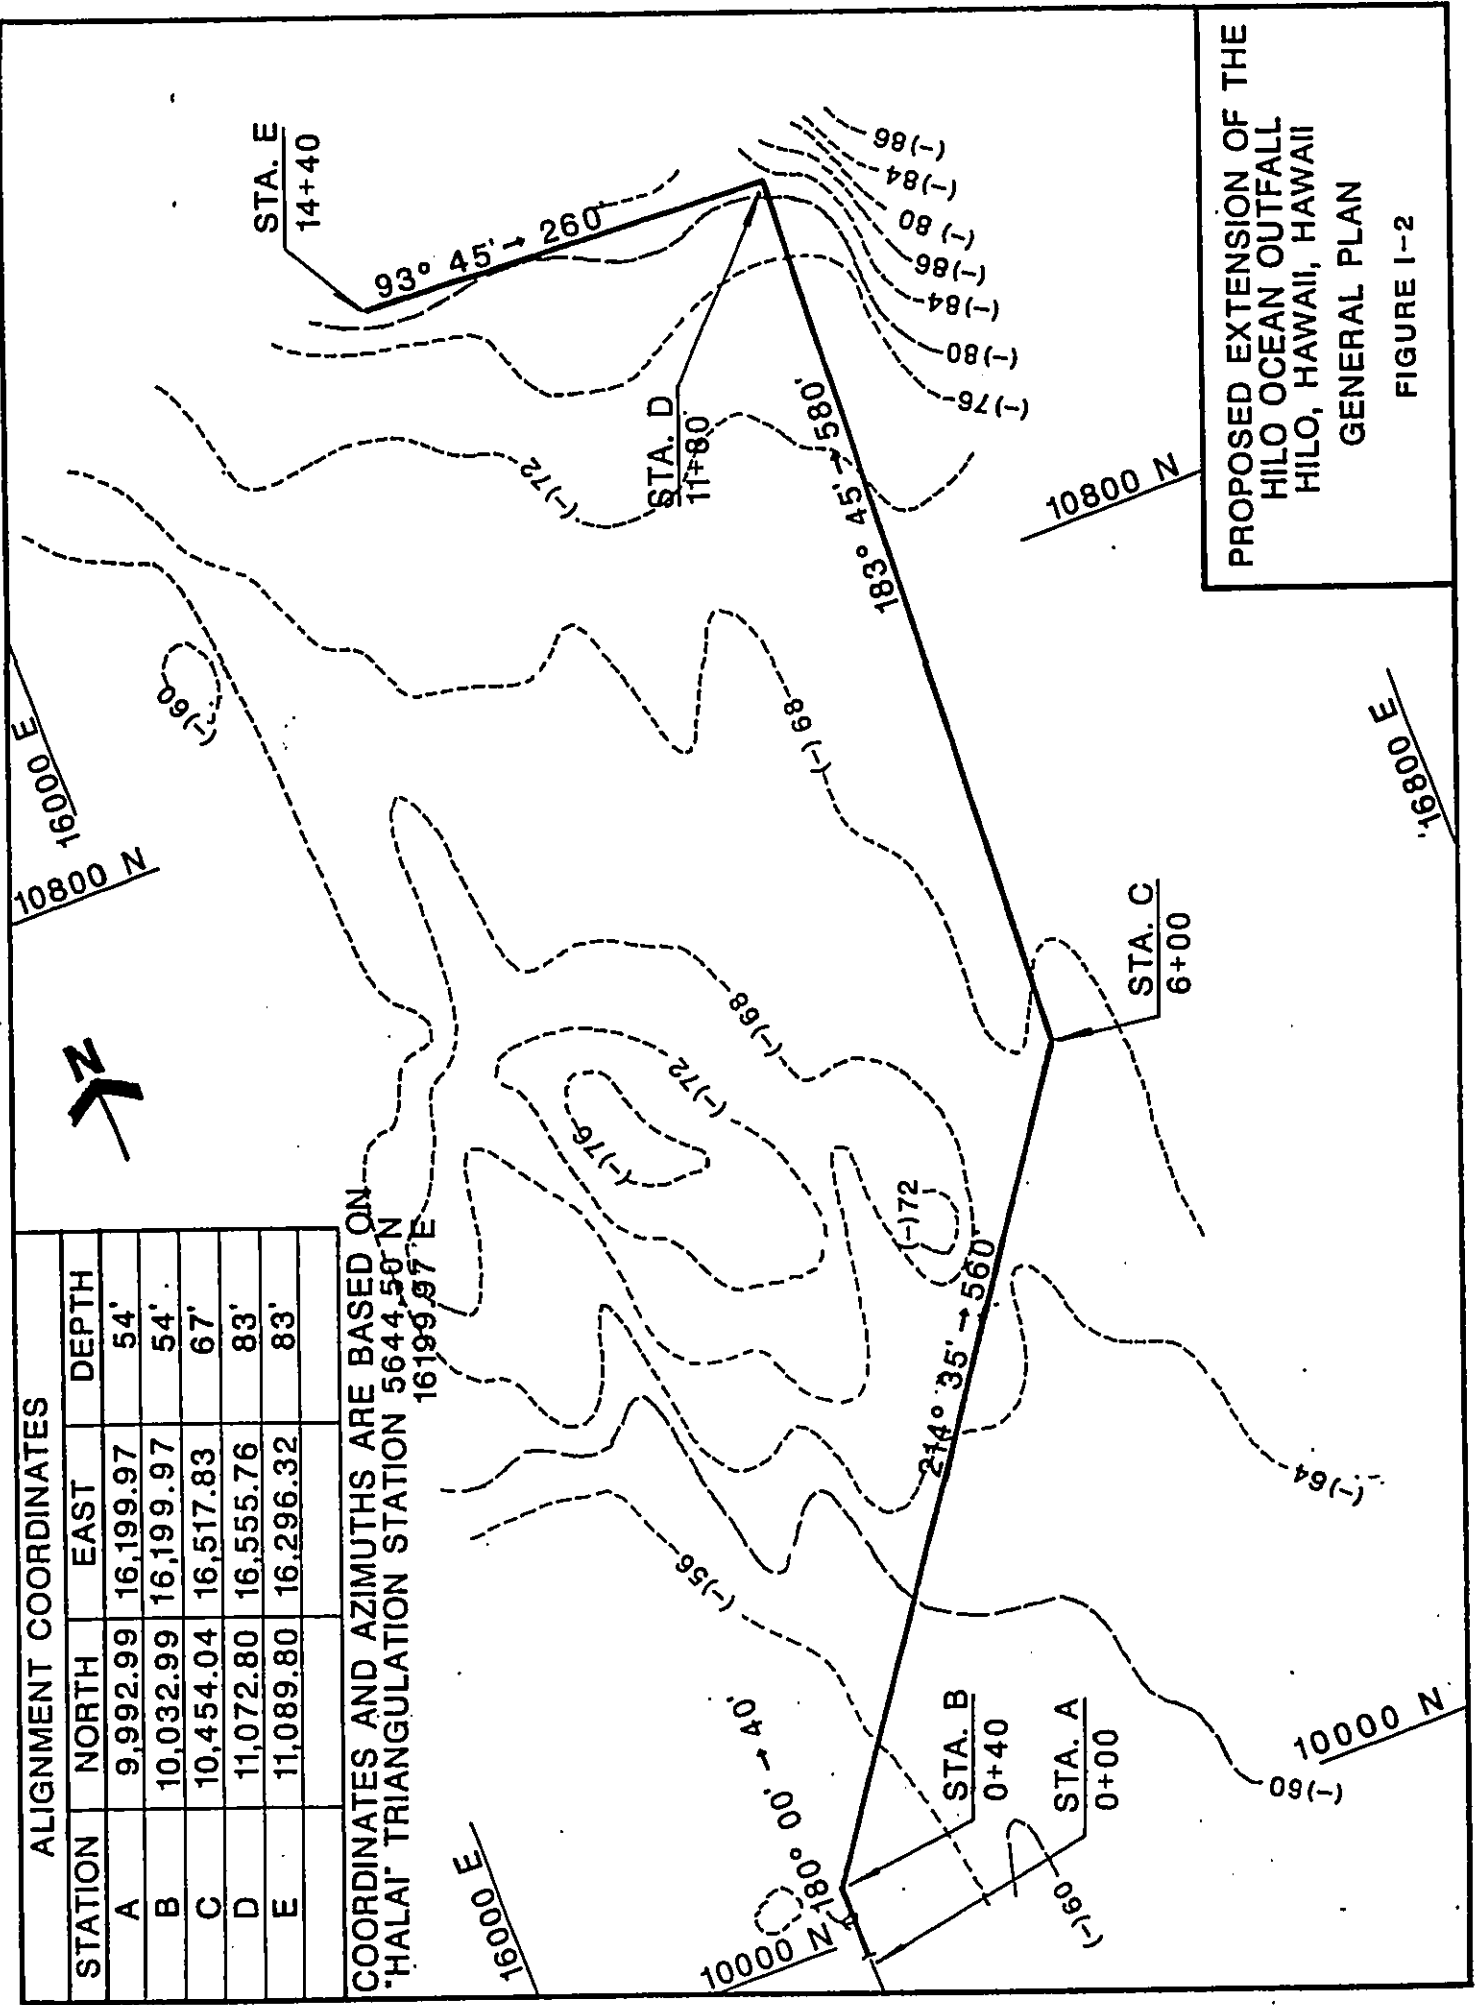 ALIGNMENT COORDINATES
STATION NORTH EAST DEPTH
A 9,992.99 16,199.97 54'
B 10,032.99 16,199.97 54'
C 10,454.04 16,517.83 67'
D 11,072.80 16,555.76 83'
E 11,089.80 16,296.32 83'
COORDINATES AND AZIMUTHS ARE BASED ON
"HALAI" TRIANGULATION STATION 5644.50 N
16199.97 E
N
10800 N
16000 E
(-)60
STA. E
14+40
93° 45' → 260'
(-)72
STA. D
11+80
(-)86
(-)84
(-)80
(-)86
(-)84
(-)80
(-)76
183° 45' → 580'
(-)68
(-)68
(-)72
(-)76
(-)72
10800 N
16800 E
STA. C
6+00
214° 35' → 560'
(-)64
(-)56
16000 E
10000 N
180° 00' → 40'
STA. B
0+40
STA. A
0+00
(-)60
(-)60
10000 N
PROPOSED EXTENSION OF THE
HILO OCEAN OUTFALL
HILO, HAWAII, HAWAII
GENERAL PLAN
FIGURE I-2